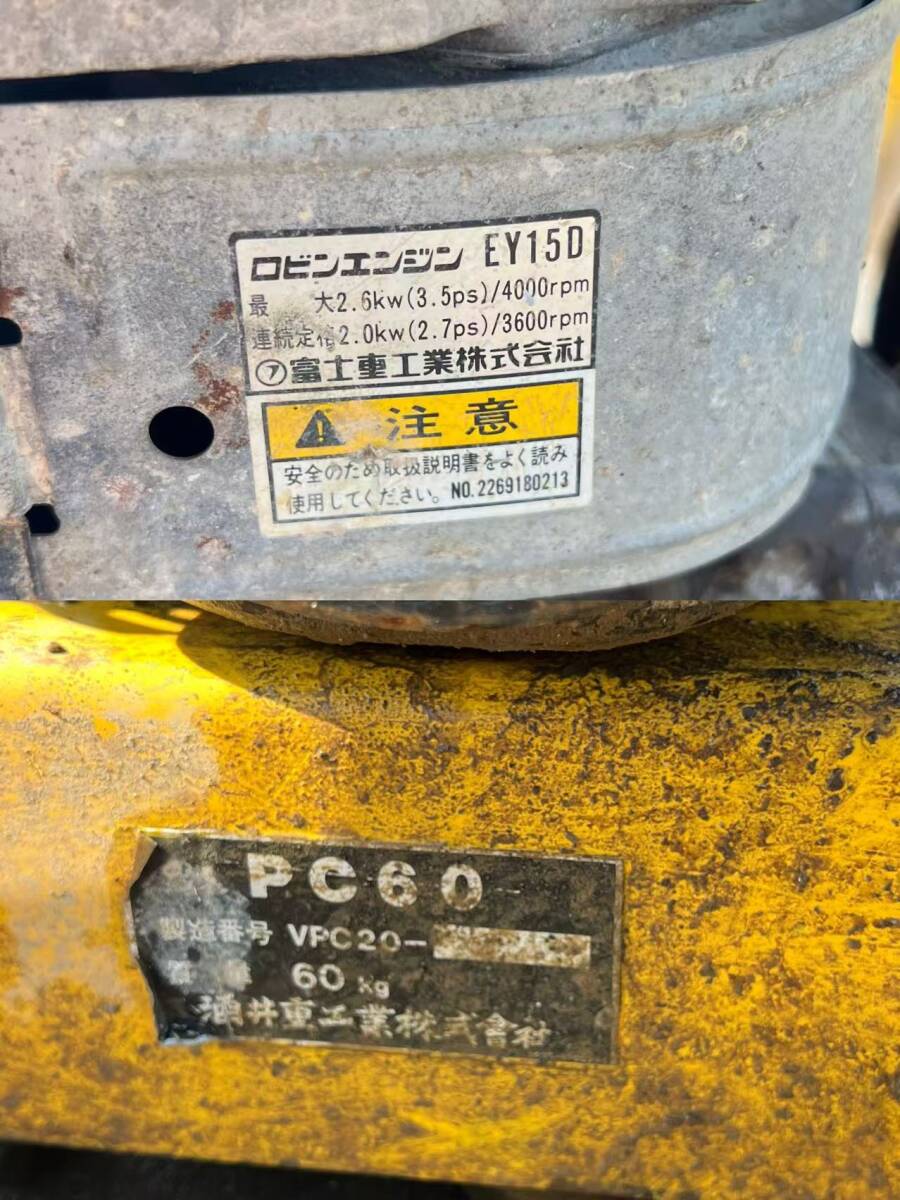 ロビンエンジン EY15D
最 大2.6kw(3.5ps)/4000rpm
連続定格2.0kw(2.7ps)/3600rpm
㋐富士重工業株式会社
注意
安全のため取扱説明書をよく読み
使用してください。 NO.2269180213
PC60
製造番号 VPC20-
60 kg
酒井重工業株式會社